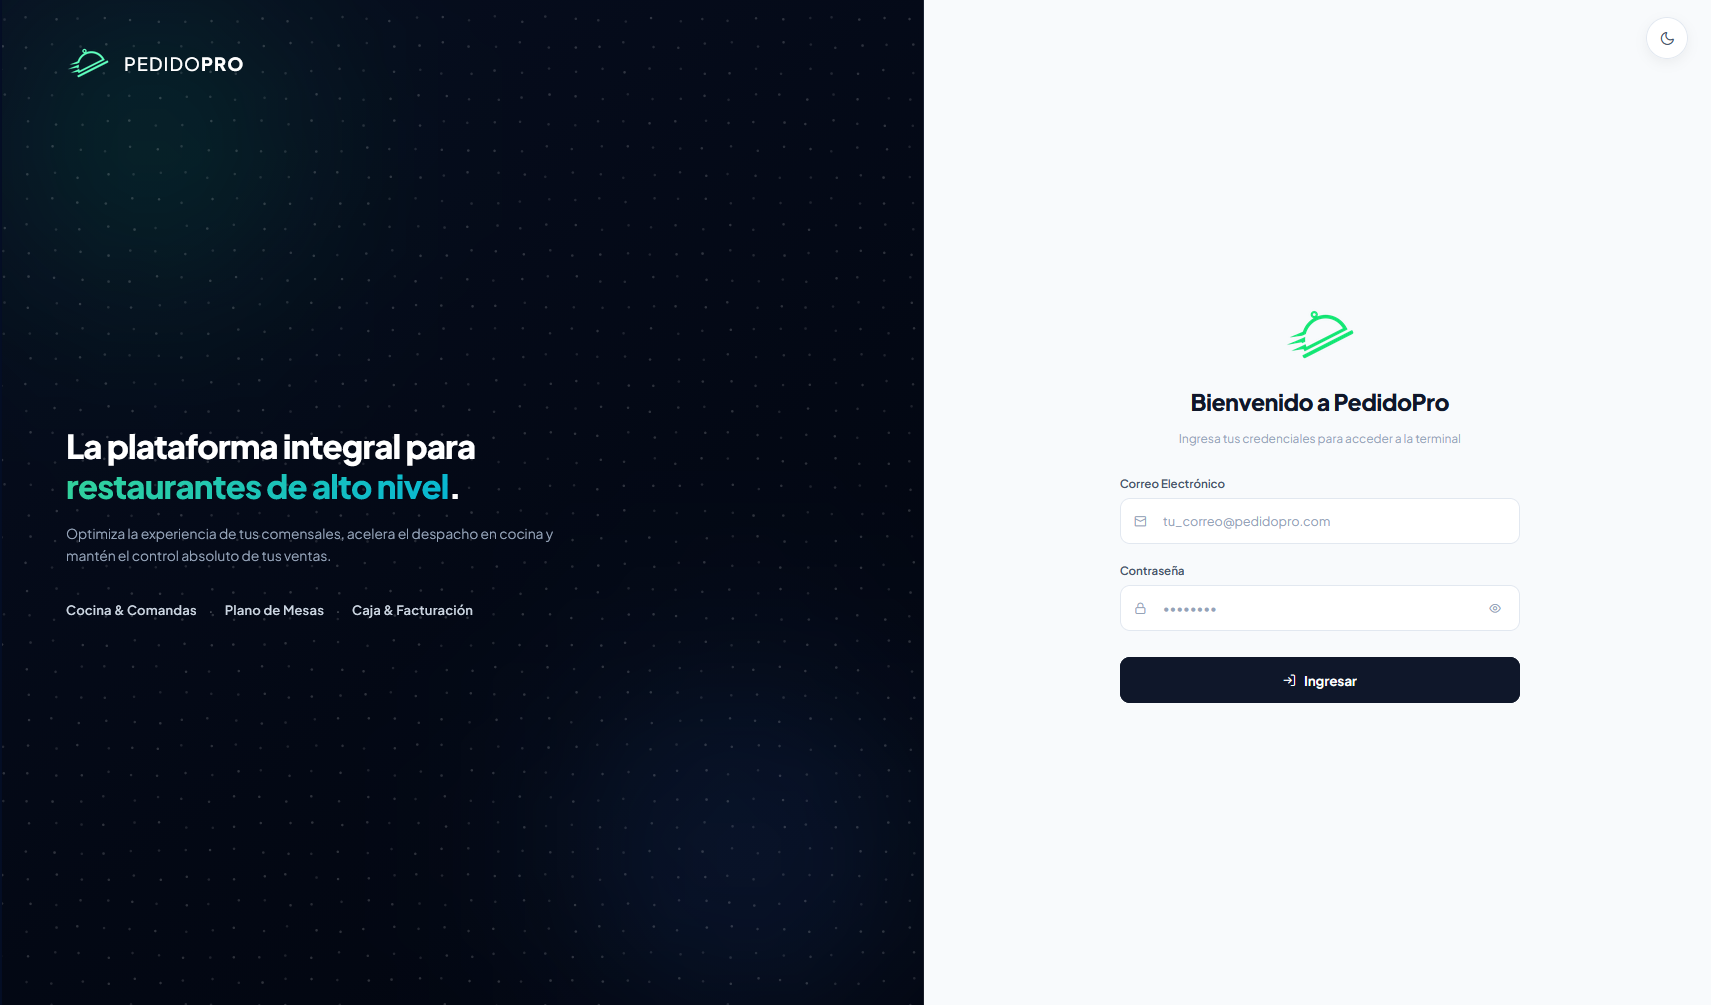 PEDIDOPRO
La plataforma integral para
restaurantes de alto nivel.
Optimiza la experiencia de tus comensales, acelera el despacho en cocina y
mantén el control absoluto de tus ventas.
Cocina & Comandas · Plano de Mesas · Caja & Facturación
Bienvenido a PedidoPro
Ingresa tus credenciales para acceder a la terminal
Correo Electrónico
tu_correo@pedidopro.com
Contraseña
••••••••
Ingresar